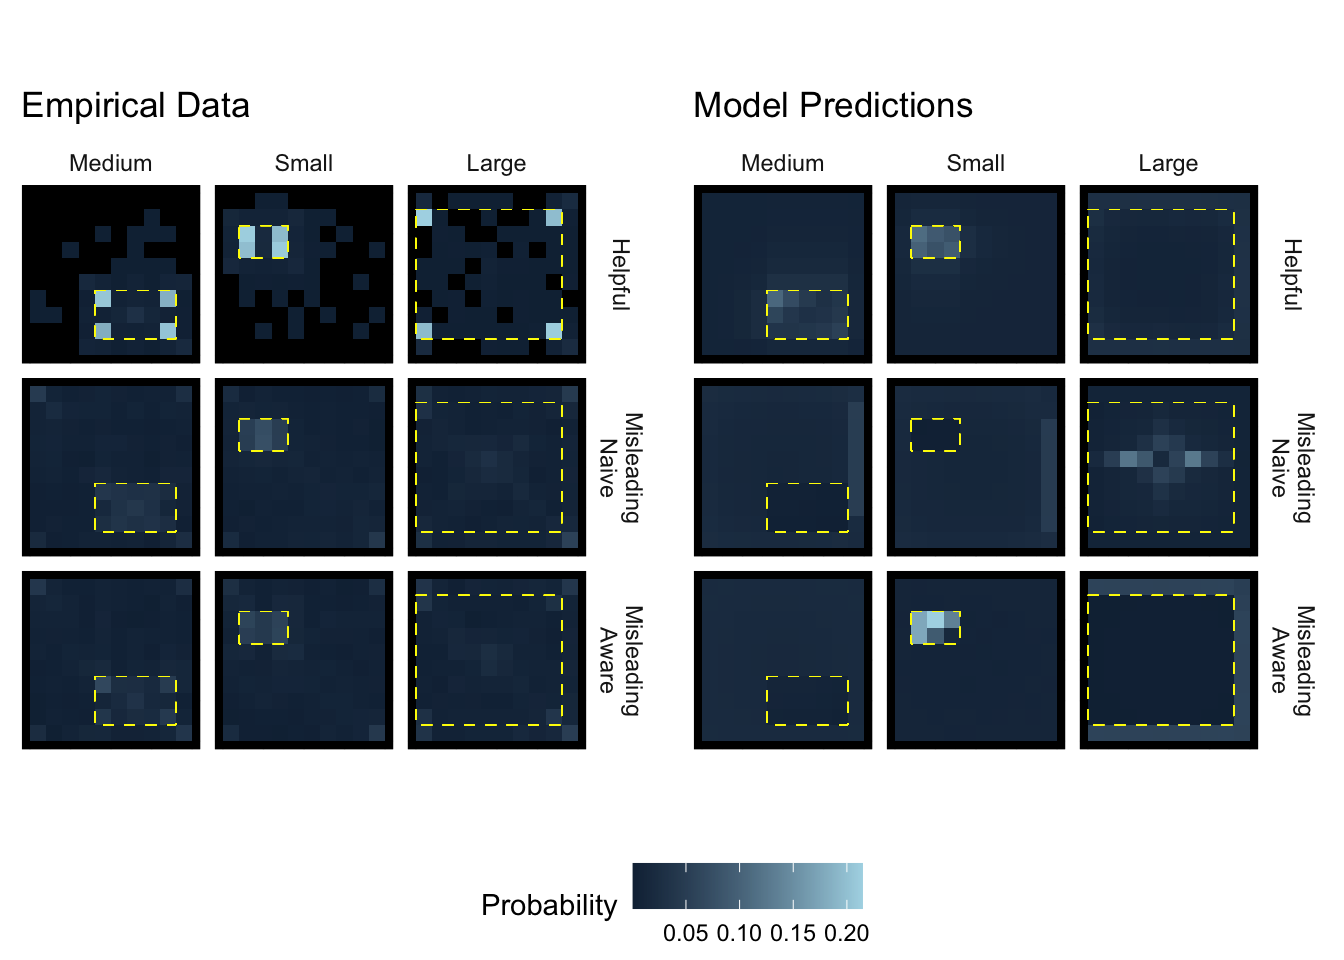 Empirical Data
Model Predictions
Medium
Small
Large
Medium
Small
Large
Helpful
Helpful
Misleading
Naive
Misleading
Naive
Misleading
Aware
Misleading
Aware
Probability
0.05 0.10 0.15 0.20